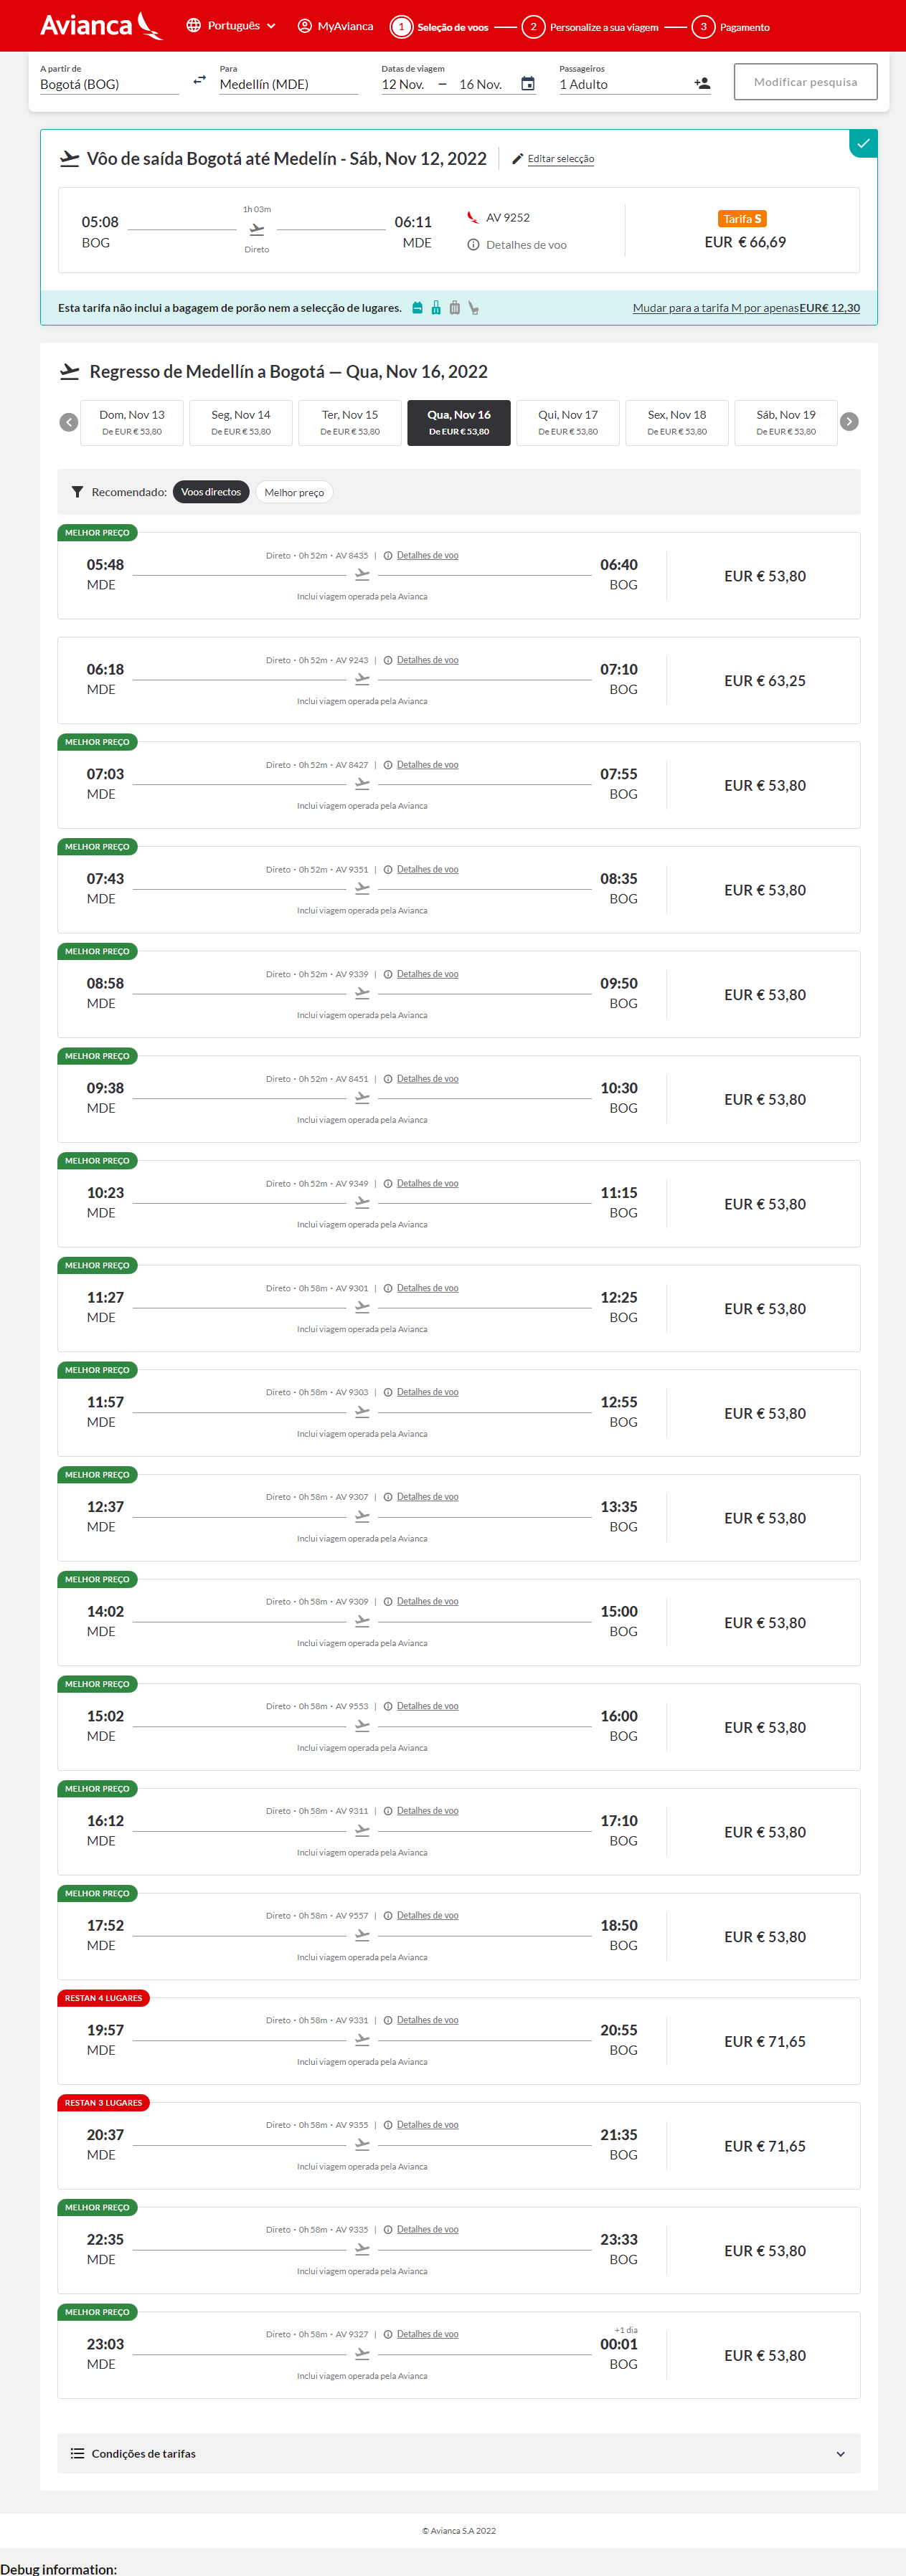 Avianca
Português
MyAvianca
1 Seleção de voos
2 Personalize a sua viagem
3 Pagamento
A partir de
Bogotá (BOG)
Para
Medellín (MDE)
Datas de viagem
12 Nov. — 16 Nov.
Passageiros
1 Adulto
Modificar pesquisa
Vôo de saída Bogotá até Medelín - Sáb, Nov 12, 2022
Editar selecção
05:08
BOG
1h 03m
Direto
06:11
MDE
AV 9252
Detalhes de voo
Tarifa S
EUR € 66,69
Esta tarifa não inclui a bagagem de porão nem a selecção de lugares.
Mudar para a tarifa M por apenas EUR€ 12,30
Regresso de Medellín a Bogotá — Qua, Nov 16, 2022
Dom, Nov 13
De EUR € 53,80
Seg, Nov 14
De EUR € 53,80
Ter, Nov 15
De EUR € 53,80
Qua, Nov 16
De EUR € 53,80
Qui, Nov 17
De EUR € 53,80
Sex, Nov 18
De EUR € 53,80
Sáb, Nov 19
De EUR € 53,80
Recomendado: Voos directos Melhor preço
MELHOR PREÇO
05:48
MDE
Direto • 0h 52m • AV 8435 | Detalhes de voo
Inclui viagem operada pela Avianca
06:40
BOG
EUR € 53,80
06:18
MDE
Direto • 0h 52m • AV 9243 | Detalhes de voo
Inclui viagem operada pela Avianca
07:10
BOG
EUR € 63,25
MELHOR PREÇO
07:03
MDE
Direto • 0h 52m • AV 8427 | Detalhes de voo
Inclui viagem operada pela Avianca
07:55
BOG
EUR € 53,80
MELHOR PREÇO
07:43
MDE
Direto • 0h 52m • AV 9351 | Detalhes de voo
Inclui viagem operada pela Avianca
08:35
BOG
EUR € 53,80
MELHOR PREÇO
08:58
MDE
Direto • 0h 52m • AV 9339 | Detalhes de voo
Inclui viagem operada pela Avianca
09:50
BOG
EUR € 53,80
MELHOR PREÇO
09:38
MDE
Direto • 0h 52m • AV 8451 | Detalhes de voo
Inclui viagem operada pela Avianca
10:30
BOG
EUR € 53,80
MELHOR PREÇO
10:23
MDE
Direto • 0h 52m • AV 9349 | Detalhes de voo
Inclui viagem operada pela Avianca
11:15
BOG
EUR € 53,80
MELHOR PREÇO
11:27
MDE
Direto • 0h 58m • AV 9301 | Detalhes de voo
Inclui viagem operada pela Avianca
12:25
BOG
EUR € 53,80
MELHOR PREÇO
11:57
MDE
Direto • 0h 58m • AV 9303 | Detalhes de voo
Inclui viagem operada pela Avianca
12:55
BOG
EUR € 53,80
MELHOR PREÇO
12:37
MDE
Direto • 0h 58m • AV 9307 | Detalhes de voo
Inclui viagem operada pela Avianca
13:35
BOG
EUR € 53,80
MELHOR PREÇO
14:02
MDE
Direto • 0h 58m • AV 9309 | Detalhes de voo
Inclui viagem operada pela Avianca
15:00
BOG
EUR € 53,80
MELHOR PREÇO
15:02
MDE
Direto • 0h 58m • AV 9553 | Detalhes de voo
Inclui viagem operada pela Avianca
16:00
BOG
EUR € 53,80
MELHOR PREÇO
16:12
MDE
Direto • 0h 58m • AV 9311 | Detalhes de voo
Inclui viagem operada pela Avianca
17:10
BOG
EUR € 53,80
MELHOR PREÇO
17:52
MDE
Direto • 0h 58m • AV 9557 | Detalhes de voo
Inclui viagem operada pela Avianca
18:50
BOG
EUR € 53,80
RESTAN 4 LUGARES
19:57
MDE
Direto • 0h 58m • AV 9331 | Detalhes de voo
Inclui viagem operada pela Avianca
20:55
BOG
EUR € 71,65
RESTAN 3 LUGARES
20:37
MDE
Direto • 0h 58m • AV 9355 | Detalhes de voo
Inclui viagem operada pela Avianca
21:35
BOG
EUR € 71,65
MELHOR PREÇO
22:35
MDE
Direto • 0h 58m • AV 9335 | Detalhes de voo
Inclui viagem operada pela Avianca
23:33
BOG
EUR € 53,80
MELHOR PREÇO
23:03
MDE
Direto • 0h 58m • AV 9327 | Detalhes de voo
Inclui viagem operada pela Avianca
+1 dia
00:01
BOG
EUR € 53,80
Condições de tarifas
© Avianca S.A 2022
Debug information: